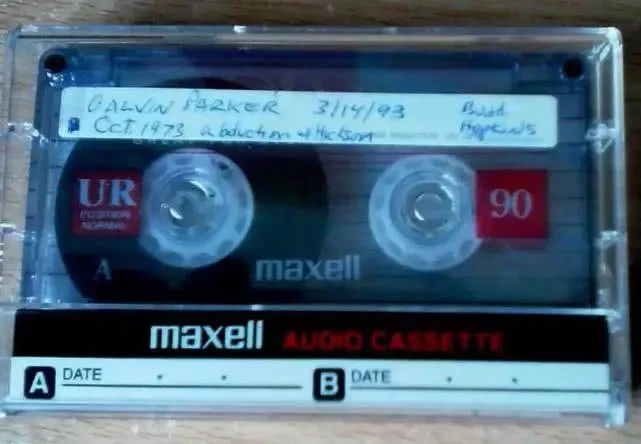 CALVIN PARKER 3/14/93 Budd
Oct. 1973 abduction w/Hickson Hopkins
UR 90
POSITION
NORMAL
A maxell
maxell AUDIO CASSETTE
A DATE B DATE